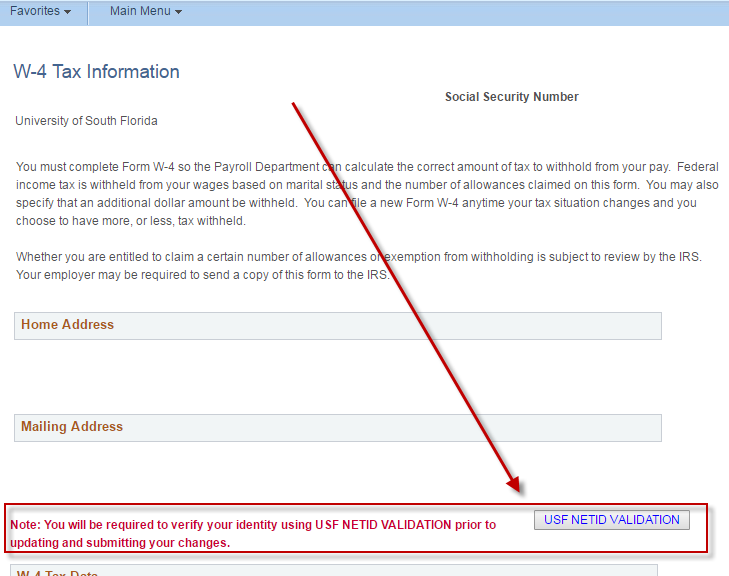 Favorites Main Menu
W-4 Tax Information
Social Security Number
University of South Florida
You must complete Form W-4 so the Payroll Department can calculate the correct amount of tax to withhold from your pay. Federal
income tax is withheld from your wages based on marital status and the number of allowances claimed on this form. You may also
specify that an additional dollar amount be withheld. You can file a new Form W-4 anytime your tax situation changes and you
choose to have more, or less, tax withheld.
Whether you are entitled to claim a certain number of allowances or exemption from withholding is subject to review by the IRS.
Your employer may be required to send a copy of this form to the IRS.
Home Address
Mailing Address
USF NETID VALIDATION
Note: You will be required to verify your identity using USF NETID VALIDATION prior to
updating and submitting your changes.
W-4 Tax Data